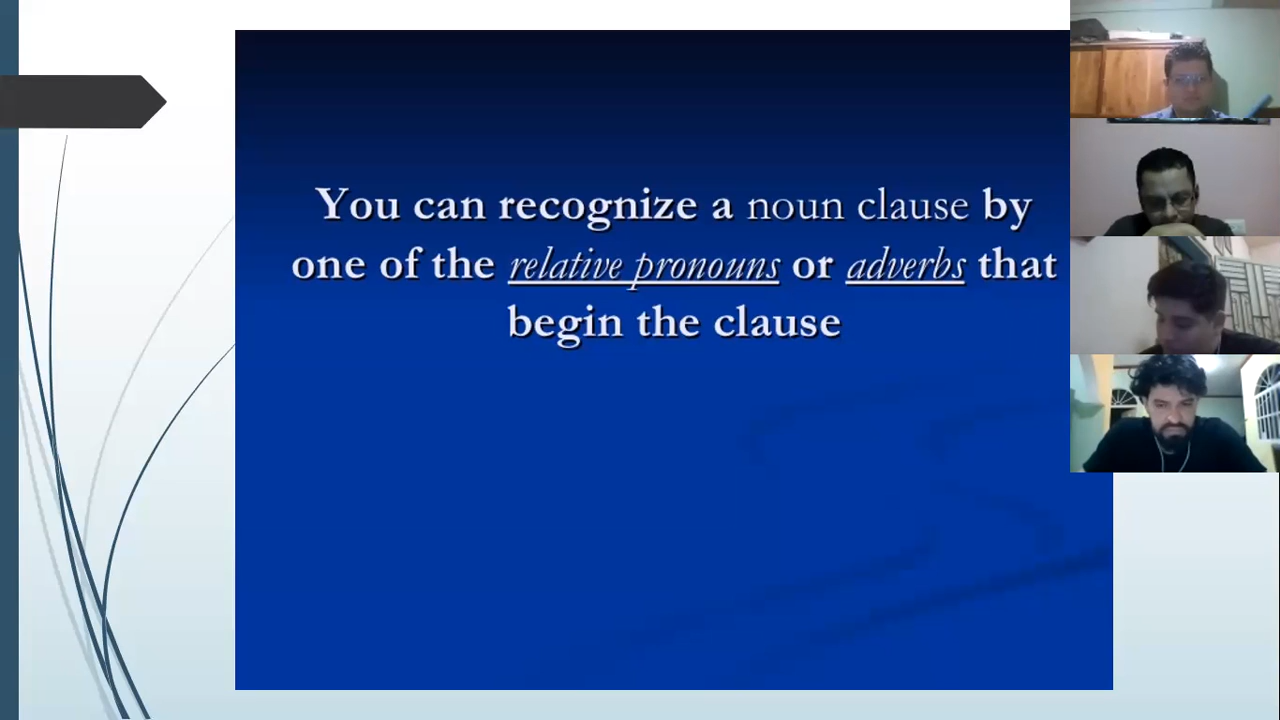 You can recognize a noun clause by
one of the relative pronouns or adverbs that
begin the clause